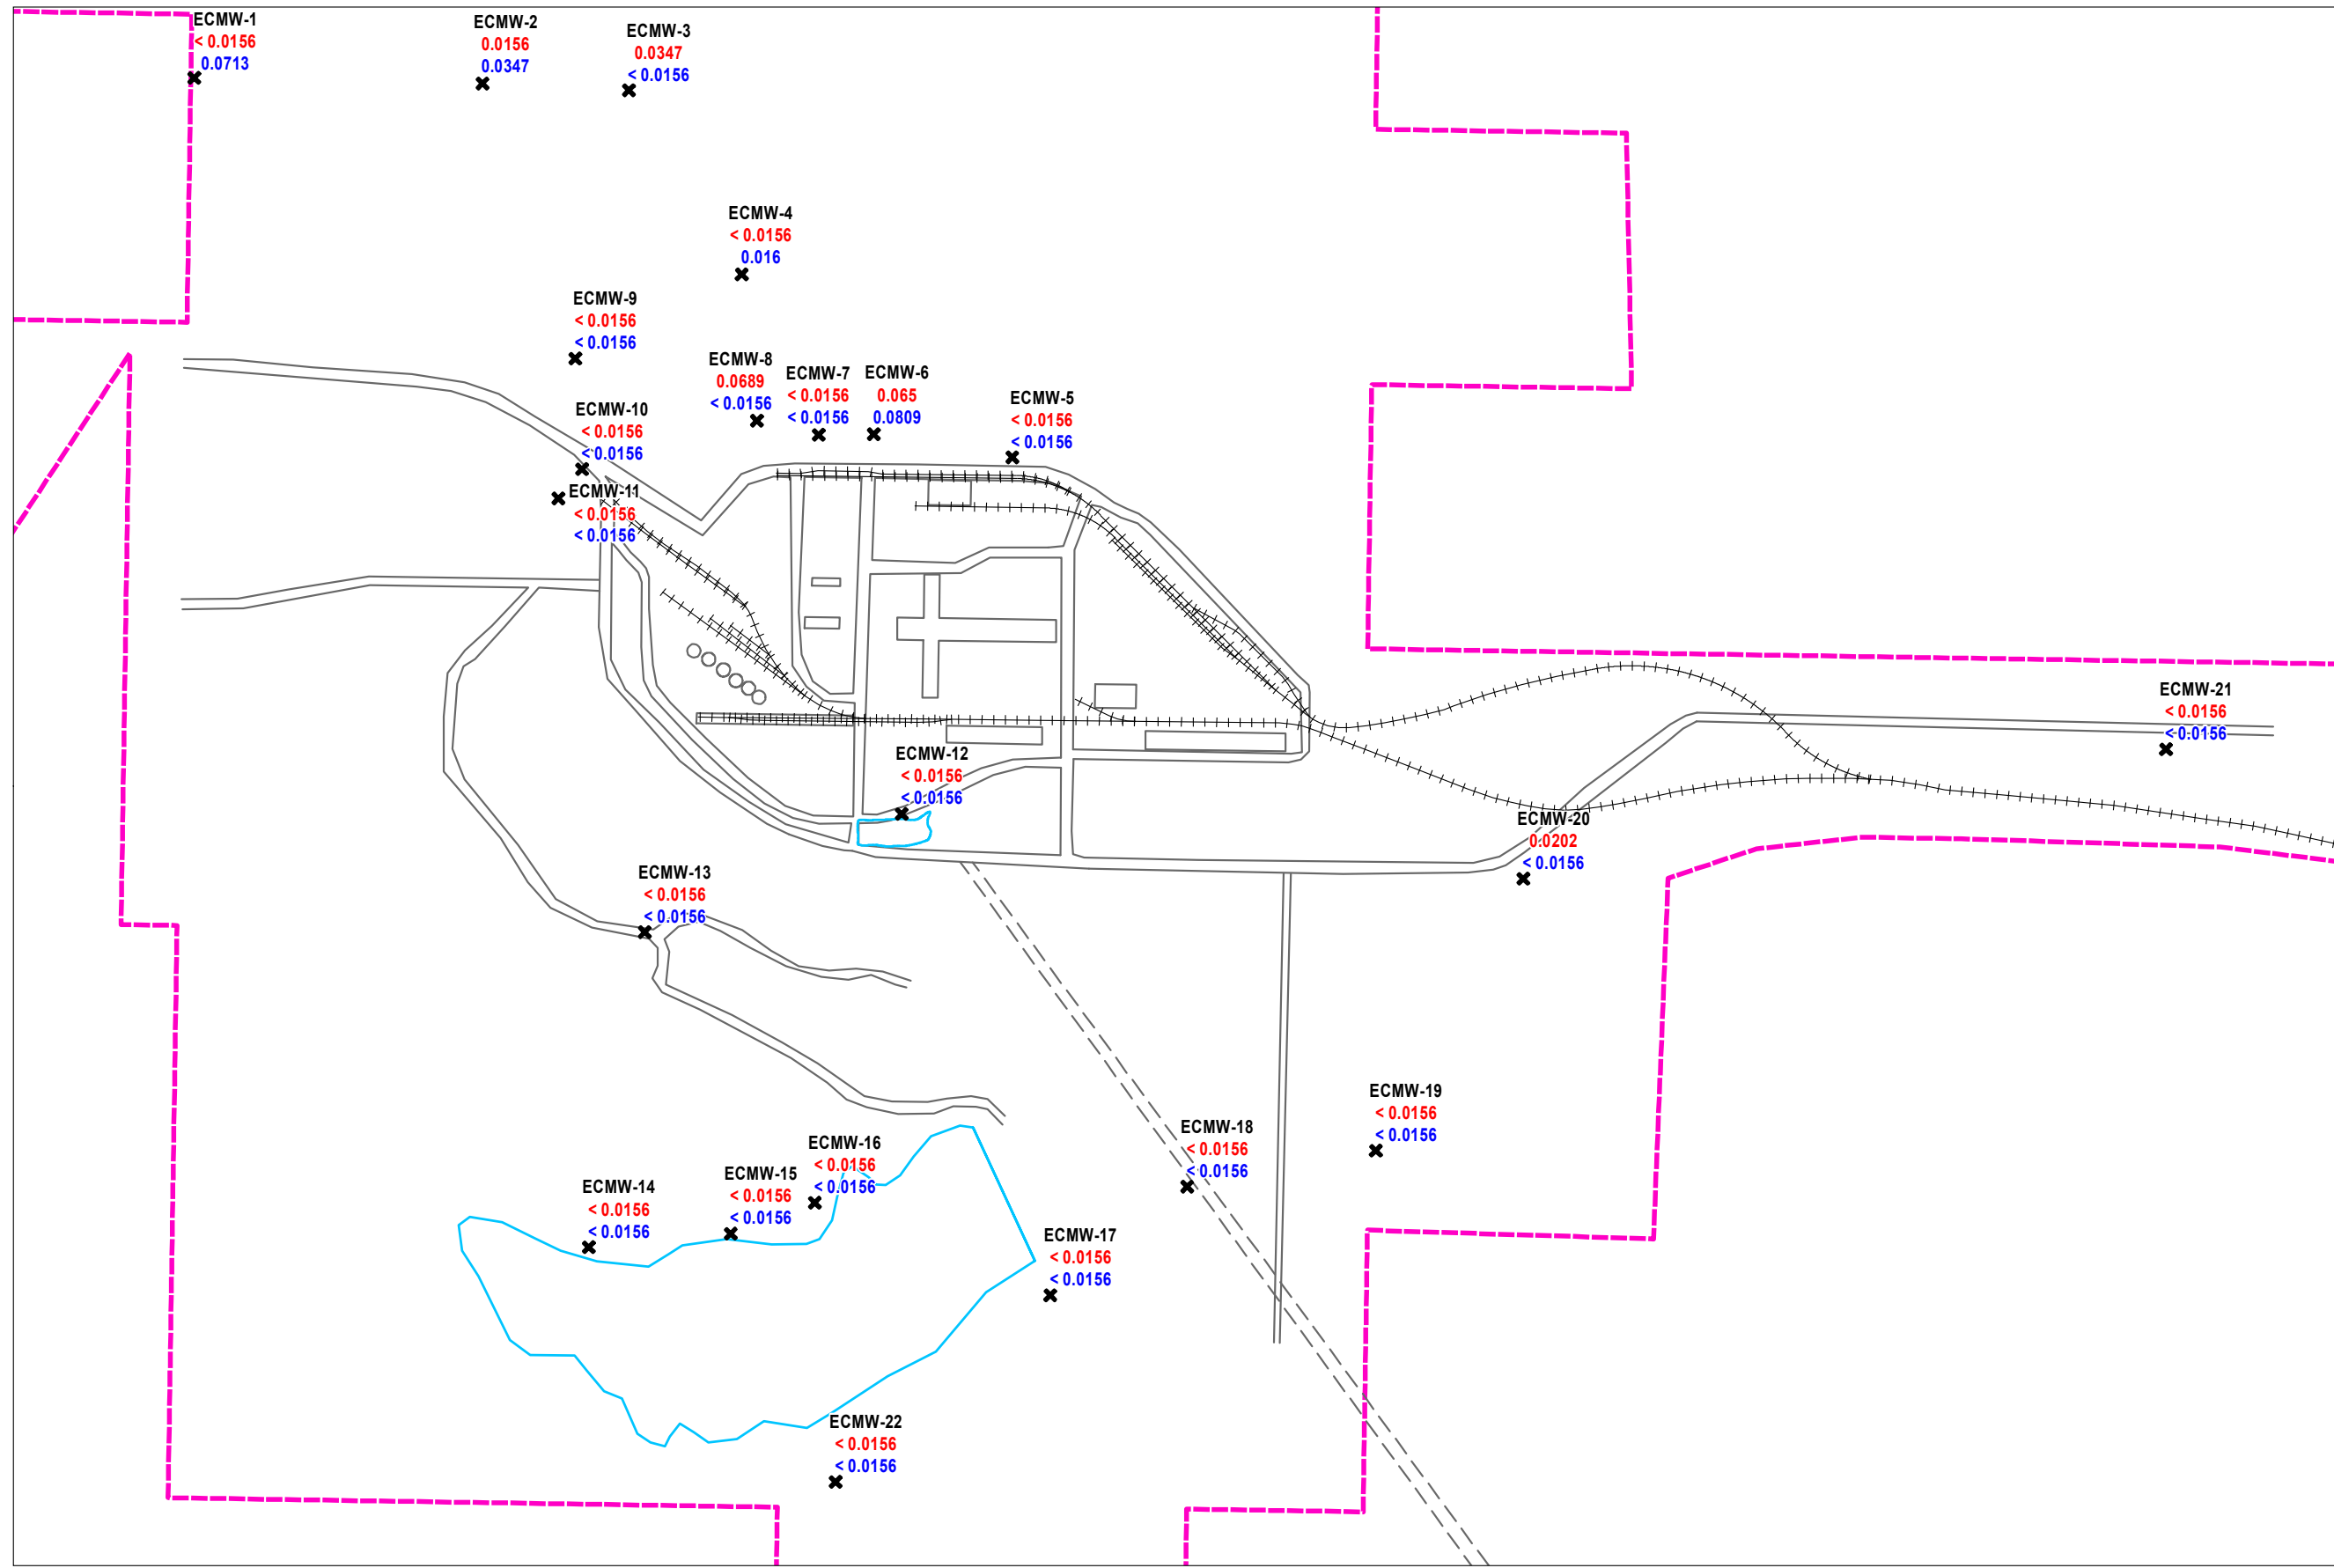 ECMW-1
< 0.0156
0.0713
ECMW-2
0.0156
0.0347
ECMW-3
0.0347
< 0.0156
ECMW-4
< 0.0156
0.016
ECMW-9
< 0.0156
< 0.0156
ECMW-8
0.0689
< 0.0156
ECMW-7
< 0.0156
< 0.0156
ECMW-6
0.065
0.0809
ECMW-5
< 0.0156
< 0.0156
ECMW-10
< 0.0156
< 0.0156
ECMW-11
< 0.0156
< 0.0156
ECMW-21
< 0.0156
< 0.0156
ECMW-12
< 0.0156
< 0.0156
ECMW-20
0.0202
< 0.0156
ECMW-13
< 0.0156
< 0.0156
ECMW-19
< 0.0156
< 0.0156
ECMW-18
< 0.0156
< 0.0156
ECMW-16
< 0.0156
< 0.0156
ECMW-15
< 0.0156
< 0.0156
ECMW-14
< 0.0156
< 0.0156
ECMW-17
< 0.0156
< 0.0156
ECMW-22
< 0.0156
< 0.0156